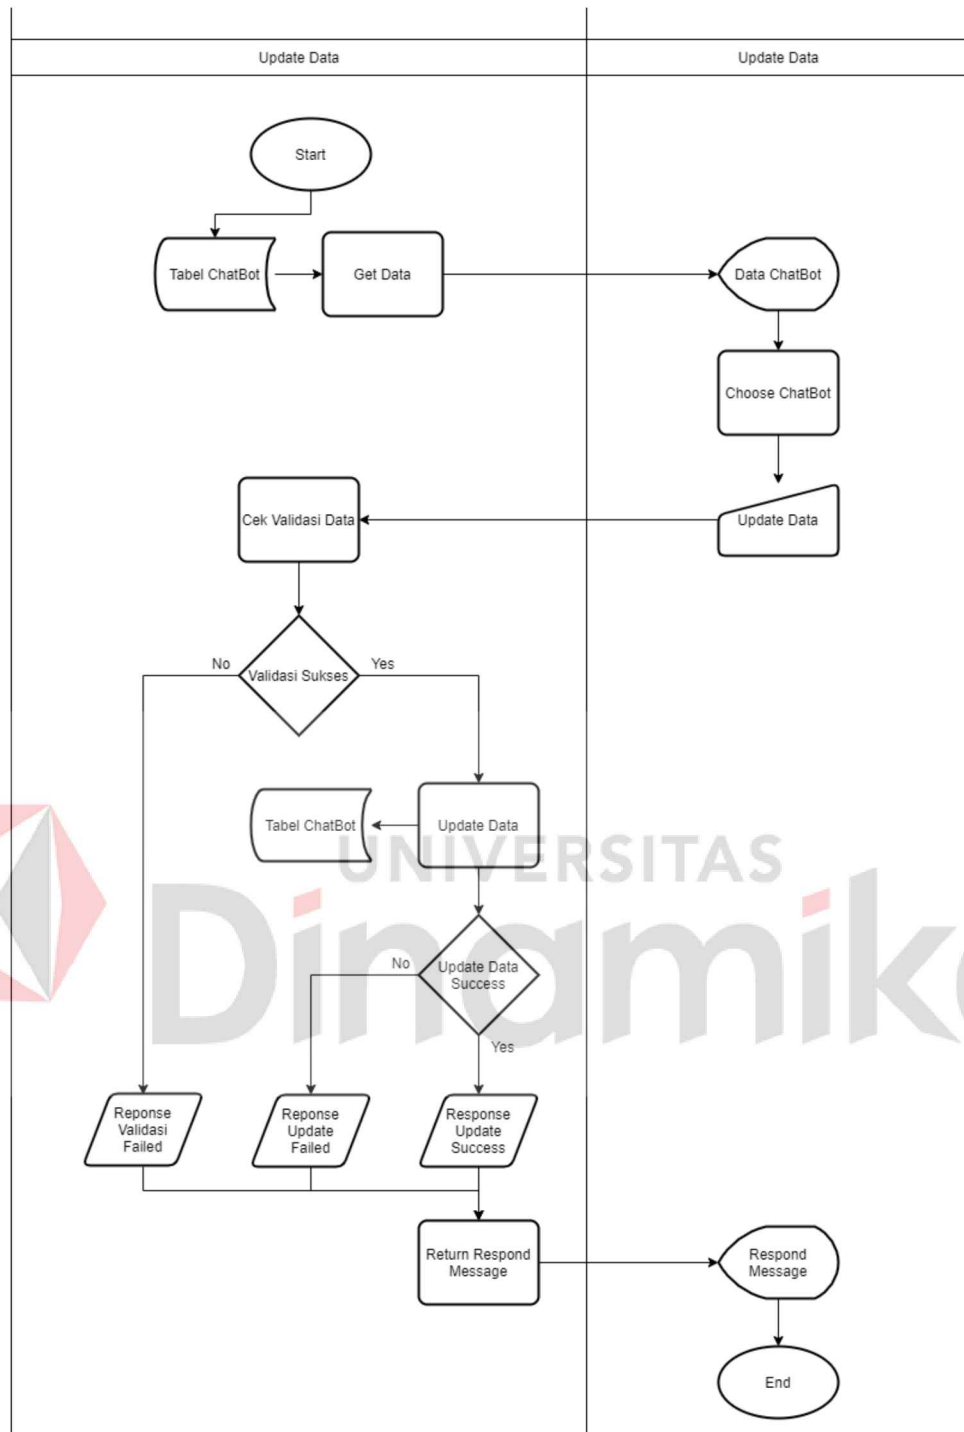 Update Data
Update Data
Start
Tabel ChatBot
Get Data
Data ChatBot
Choose ChatBot
Cek Validasi Data
Update Data
No
Validasi Sukses
Yes
Tabel ChatBot
Update Data
UNIVERSITAS
Dinamika
No
Update Data
Success
Yes
Reponse
Validasi
Failed
Reponse
Update
Failed
Response
Update
Success
Return Respond
Message
Respond
Message
End